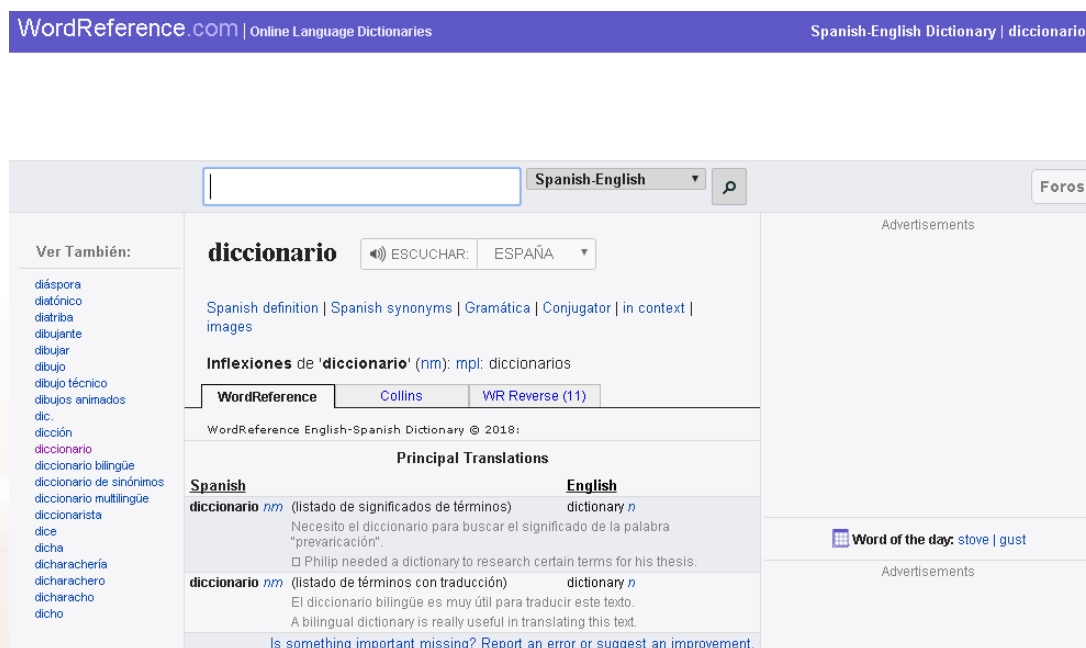 WordReference.com | Online Language Dictionaries
Spanish-English Dictionary | diccionario
Spanish-English
Foros
Ver También:
diáspora
diatónico
diatriba
dibujante
dibujar
dibujo
dibujo técnico
dibujos animados
dic.
dicción
diccionario
diccionario bilingüe
diccionario de sinónimos
diccionario multilingüe
diccionarista
dice
dicha
dicharachería
dicharachero
dicharacho
dicho
diccionario
ESCUCHAR:
ESPAÑA
Spanish definition | Spanish synonyms | Gramática | Conjugator | in context |
images
Inflexiones de 'diccionario' (nm): mpl: diccionarios
WordReference
Collins
WR Reverse (11)
WordReference English-Spanish Dictionary © 2018:
Principal Translations
Spanish English
diccionario nm (listado de significados de términos) dictionary n
Necesito el diccionario para buscar el significado de la palabra
"prevaricación".
Philip needed a dictionary to research certain terms for his thesis.
diccionario nm (listado de términos con traducción) dictionary n
El diccionario bilingüe es muy útil para traducir este texto.
A bilingual dictionary is really useful in translating this text.
Is something important missing? Report an error or suggest an improvement.
Advertisements
Word of the day: stove | gust
Advertisements